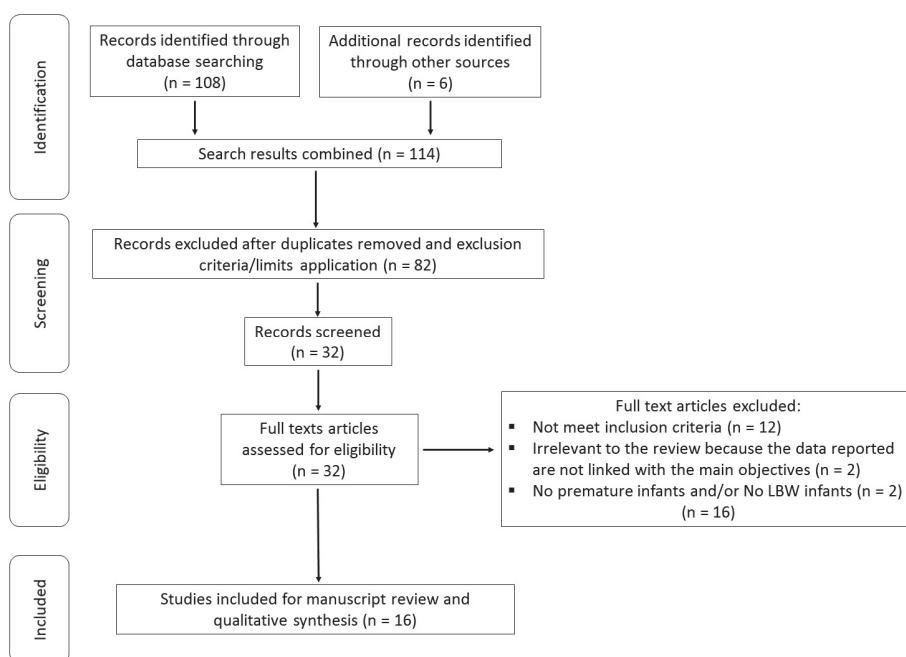 Identification
Records identified through
database searching
(n = 108)
Additional records identified
through other sources
(n = 6)
Search results combined (n = 114)
Screening
Records excluded after duplicates removed and exclusion
criteria/limits application (n = 82)
Records screened
(n = 32)
Eligibility
Full texts articles
assessed for eligibility
(n = 32)
Full text articles excluded:
▪ Not meet inclusion criteria (n = 12)
▪ Irrelevant to the review because the data reported
are not linked with the main objectives (n = 2)
▪ No premature infants and/or No LBW infants (n = 2)
(n = 16)
Included
Studies included for manuscript review and
qualitative synthesis (n = 16)